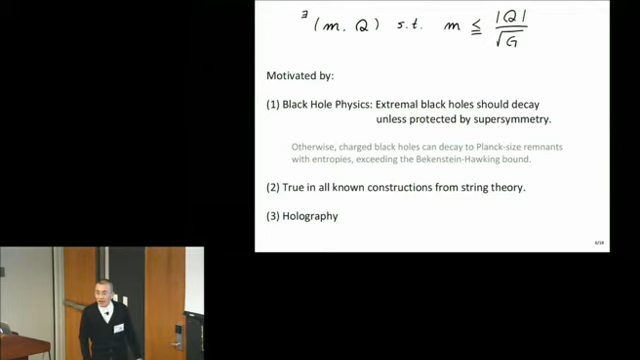 ∃ (m, Q) s.t. m ≦ |Q| / √G
Motivated by:
(1) Black Hole Physics: Extremal black holes should decay
unless protected by supersymmetry.
Otherwise, charged black holes can decay to Planck-size remnants
with entropies, exceeding the Bekenstein-Hawking bound.
(2) True in all known constructions from string theory.
(3) Holography